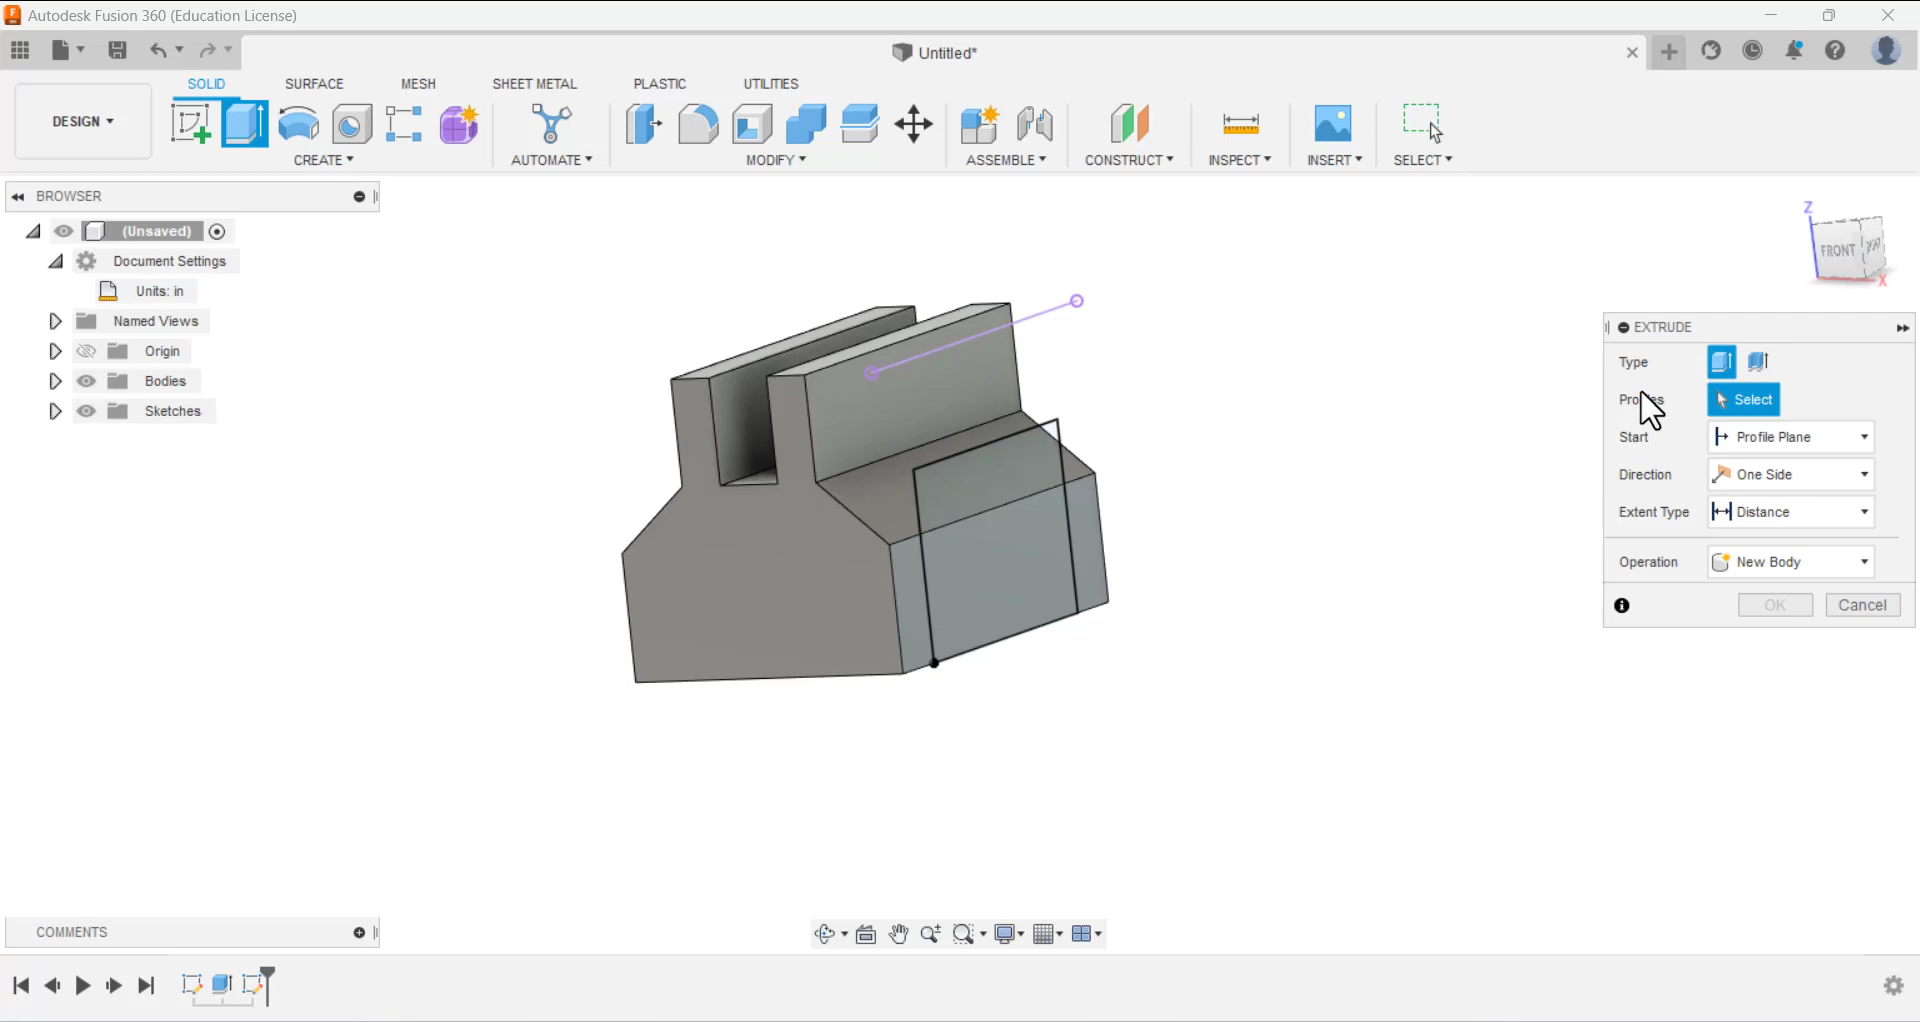 Autodesk Fusion 360 (Education License)
Untitled*
SOLID SURFACE MESH SHEET METAL PLASTIC UTILITIES
DESIGN
CREATE AUTOMATE MODIFY ASSEMBLE CONSTRUCT INSPECT INSERT SELECT
BROWSER
(Unsaved)
Document Settings
Units: in
Named Views
Origin
Bodies
Sketches
Z
FRONT
X
EXTRUDE
Type
Select
Start
Profile Plane
Direction
One Side
Extent Type
Distance
Operation
New Body
OK
Cancel
COMMENTS